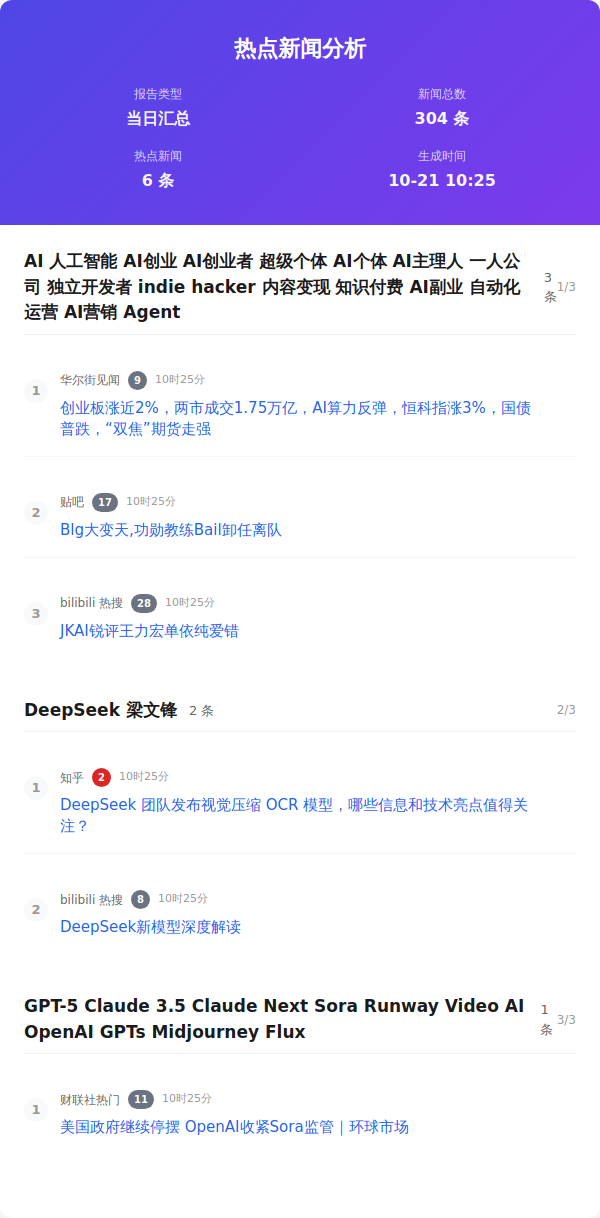 热点新闻分析
报告类型
当日汇总
新闻总数
304 条
热点新闻
6 条
生成时间
10-21 10:25
AI 人工智能 AI创业 AI创业者 超级个体 AI个体 AI主理人 一人公
司 独立开发者 indie hacker 内容变现 知识付费 AI副业 自动化
运营 AI营销 Agent
3
条
1/3
1
华尔街见闻 9 10时25分
创业板涨近2%，两市成交1.75万亿，AI算力反弹，恒科指涨3%，国债
普跌，“双焦”期货走强
2
贴吧 17 10时25分
Blg大变天,功勋教练Bail卸任离队
3
bilibili 热搜 28 10时25分
JKAI锐评王力宏单依纯爱错
DeepSeek 梁文锋 2 条 2/3
1
知乎 2 10时25分
DeepSeek 团队发布视觉压缩 OCR 模型，哪些信息和技术亮点值得关
注？
2
bilibili 热搜 8 10时25分
DeepSeek新模型深度解读
GPT-5 Claude 3.5 Claude Next Sora Runway Video AI
OpenAI GPTs Midjourney Flux
1
条
3/3
1
财联社热门 11 10时25分
美国政府继续停摆 OpenAI收紧Sora监管｜环球市场